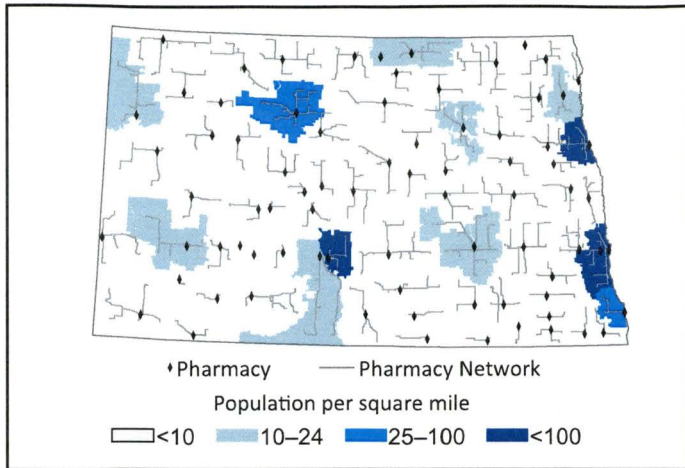 Pharmacy Pharmacy Network
Population per square mile
<10 10–24 25–100 <100